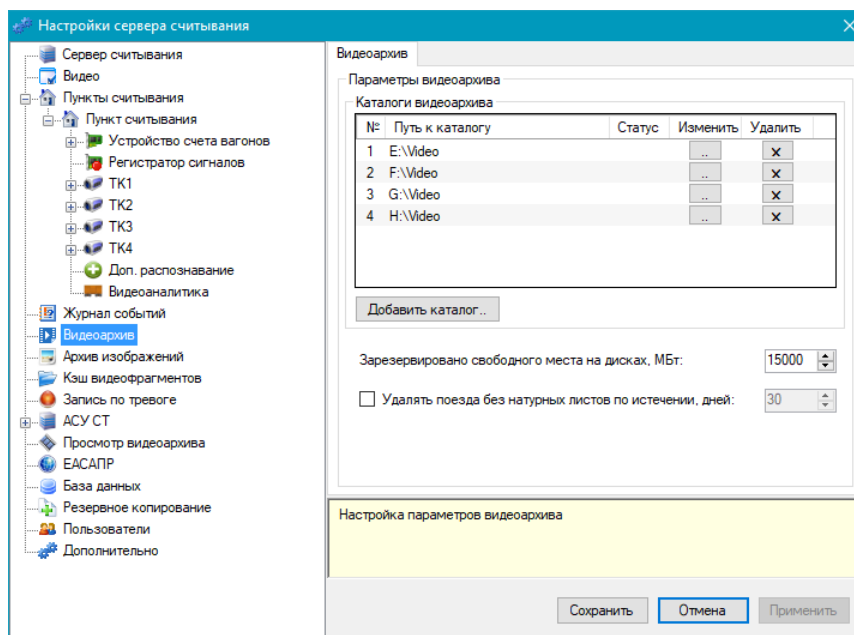 Настройки сервера считывания
Сервер считывания
Видео
Пункты считывания
Пункт считывания
Устройство счета вагонов
Регистратор сигналов
ТК1
ТК2
ТК3
ТК4
Доп. распознавание
Видеоаналитика
Журнал событий
Видеоархив
Архив изображений
Кэш видеофрагментов
Запись по тревоге
АСУ СТ
Просмотр видеоархива
ЕАСАПР
База данных
Резервное копирование
Пользователи
Дополнительно
Видеоархив
Параметры видеоархива
Каталоги видеоархива
№ Путь к каталогу Статус Изменить Удалить
1 E:\Video .. x
2 F:\Video .. x
3 G:\Video .. x
4 H:\Video .. x
Добавить каталог..
Зарезервировано свободного места на дисках, МБт: 15000
Удалять поезда без натурных листов по истечении, дней: 30
Настройка параметров видеоархива
Сохранить Отмена Применить